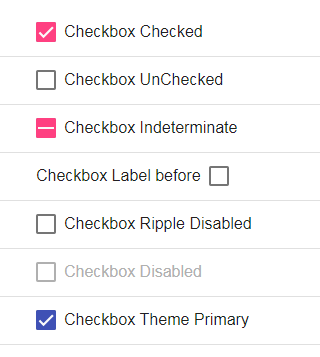 Checkbox Checked
Checkbox UnChecked
Checkbox Indeterminate
Checkbox Label before
Checkbox Ripple Disabled
Checkbox Disabled
Checkbox Theme Primary